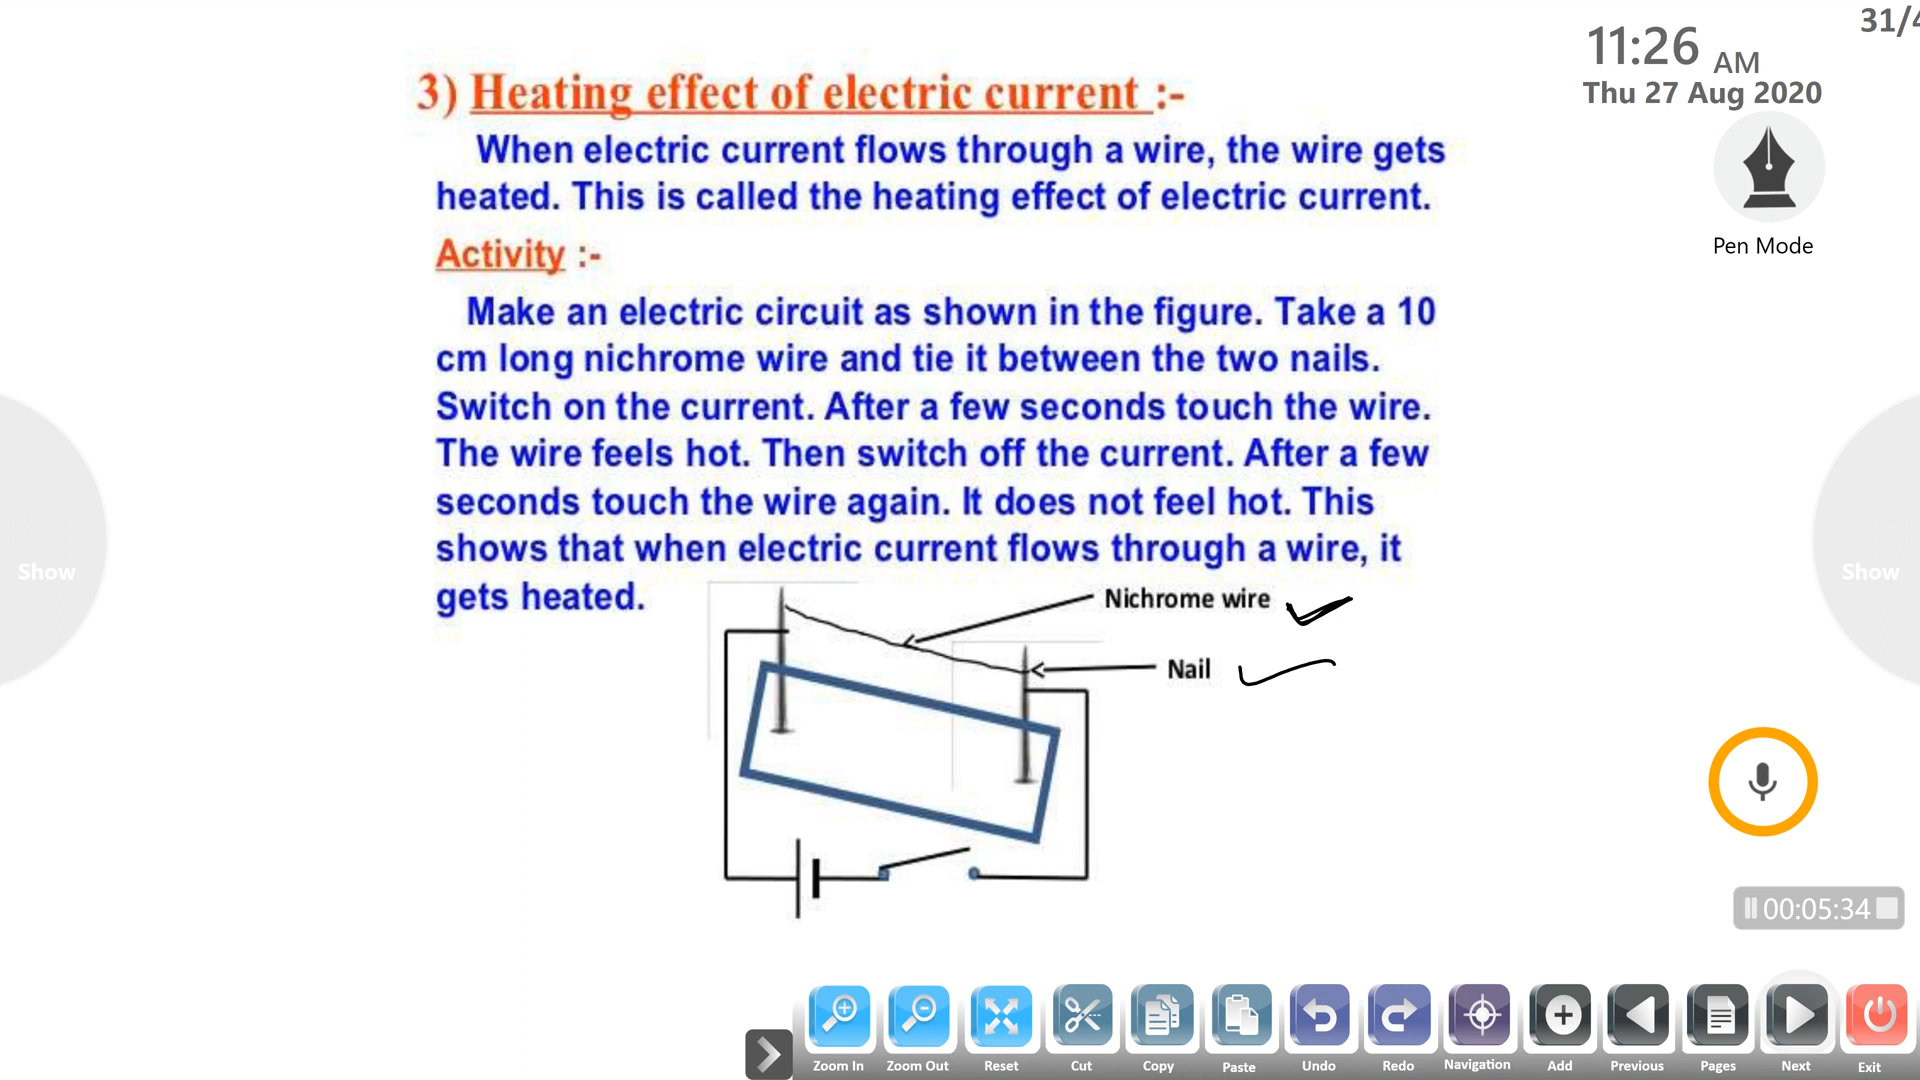 31/4
11:26 AM
Thu 27 Aug 2020
Pen Mode
3) Heating effect of electric current :-
When electric current flows through a wire, the wire gets
heated. This is called the heating effect of electric current.
Activity :-
Make an electric circuit as shown in the figure. Take a 10
cm long nichrome wire and tie it between the two nails.
Switch on the current. After a few seconds touch the wire.
The wire feels hot. Then switch off the current. After a few
seconds touch the wire again. It does not feel hot. This
shows that when electric current flows through a wire, it
gets heated.
Nichrome wire
Nail
Show
Show
00:05:34
Zoom In
Zoom Out
Reset
Cut
Copy
Paste
Undo
Redo
Navigation
Add
Previous
Pages
Next
Exit